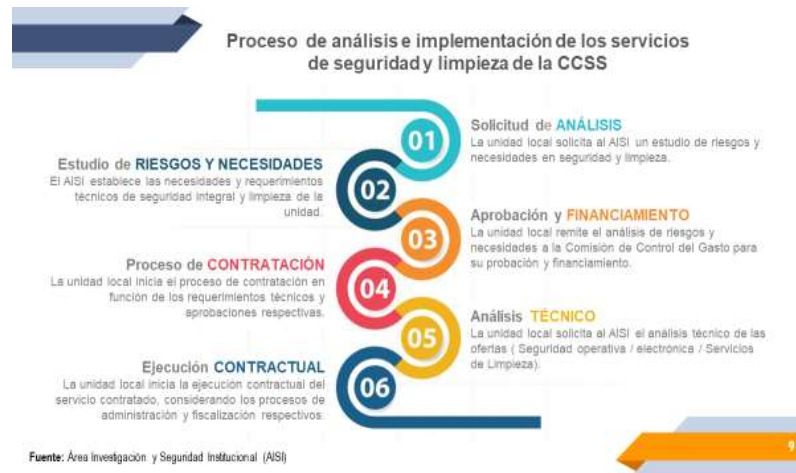 Proceso de análisis e implementación de los servicios
de seguridad y limpieza de la CCSS
01
Solicitud de ANÁLISIS
La unidad local solicita al AISI un estudio de riesgos y
necesidades en seguridad y limpieza.
Estudio de RIESGOS Y NECESIDADES
El AISI establece las necesidades y requerimientos
técnicos de seguridad integral y limpieza de la
unidad.
02
03
Aprobación y FINANCIAMIENTO
La unidad local remite el análisis de riesgos y
necesidades a la Comisión de Control del Gasto para
su probación y financiamiento.
Proceso de CONTRATACIÓN
La unidad local inicia el proceso de contratación en
función de los requerimientos técnicos y
aprobaciones respectivas.
04
05
Análisis TÉCNICO
La unidad local solicita al AISI el análisis técnico de las
ofertas ( Seguridad operativa / electrónica / Servicios
de Limpieza).
Ejecución CONTRACTUAL
La unidad local inicia la ejecución contractual del
servicio contratado, considerando los procesos de
administración y fiscalización respectivos.
06
Fuente: Área Investigación y Seguridad Institucional (AISI)
9